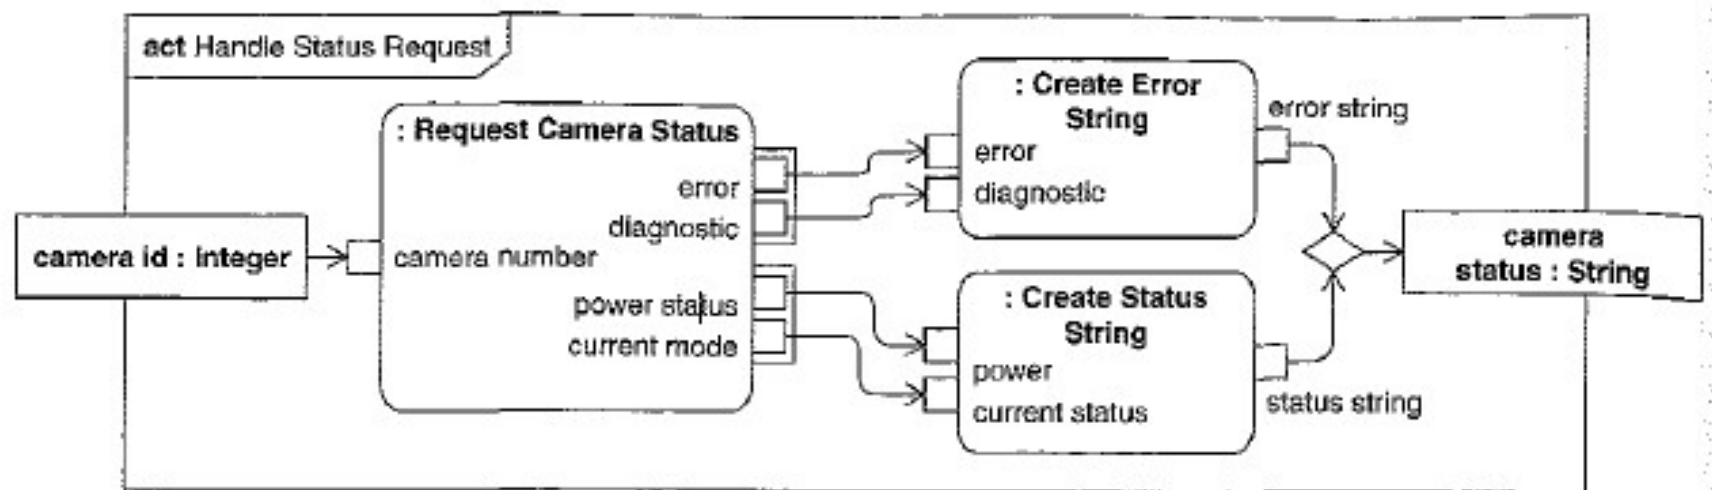 act Handle Status Request
: Request Camera Status
error
diagnostic
camera number
power status
current mode
camera id : Integer
: Create Error
String
error
diagnostic
error string
: Create Status
String
power
current status
status string
camera
status : String